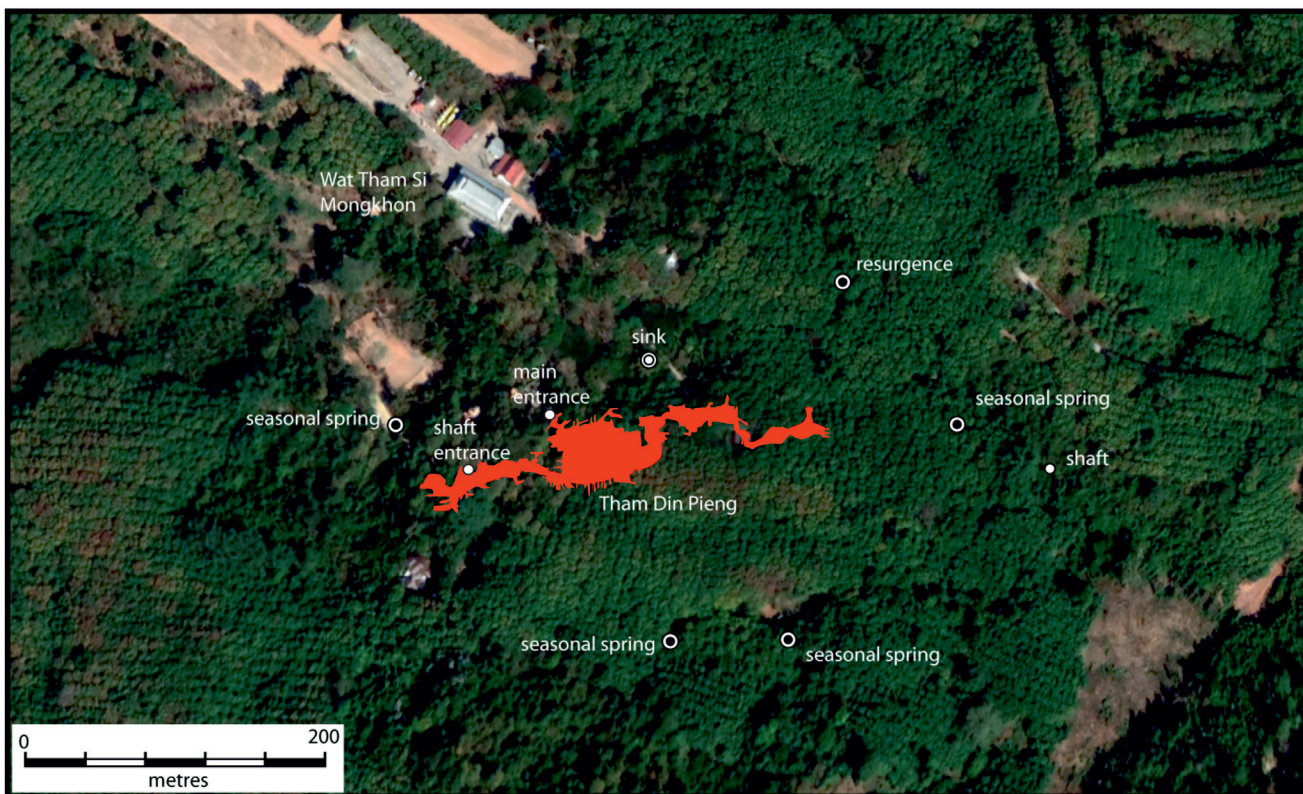 Wat Tham Si
Mongkhon
resurgence
sink
main
entrance
seasonal spring
seasonal spring
shaft
entrance
shaft
Tham Din Pieng
seasonal spring
seasonal spring
0 200
metres